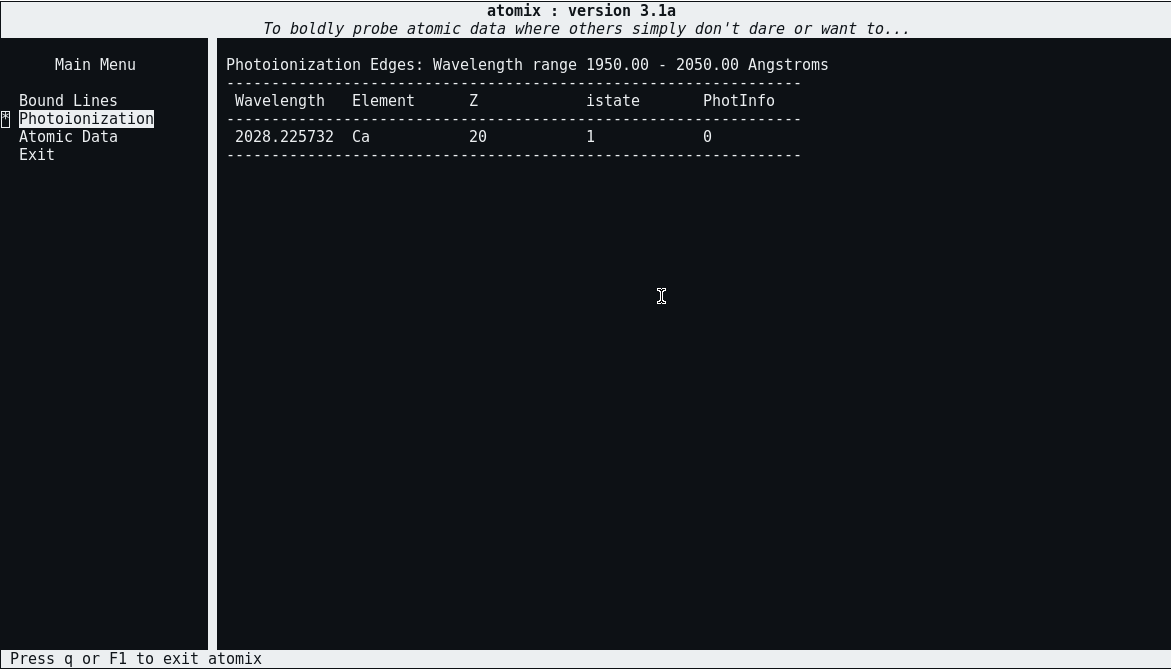 atomix : version 3.1a
To boldly probe atomic data where others simply don't dare or want to...
Main Menu
Bound Lines
* Photoionization
Atomic Data
Exit
Photoionization Edges: Wavelength range 1950.00 - 2050.00 Angstroms
----------------------------------------------------------------
Wavelength Element Z istate PhotInfo
----------------------------------------------------------------
2028.225732 Ca 20 1 0
----------------------------------------------------------------
Press q or F1 to exit atomix